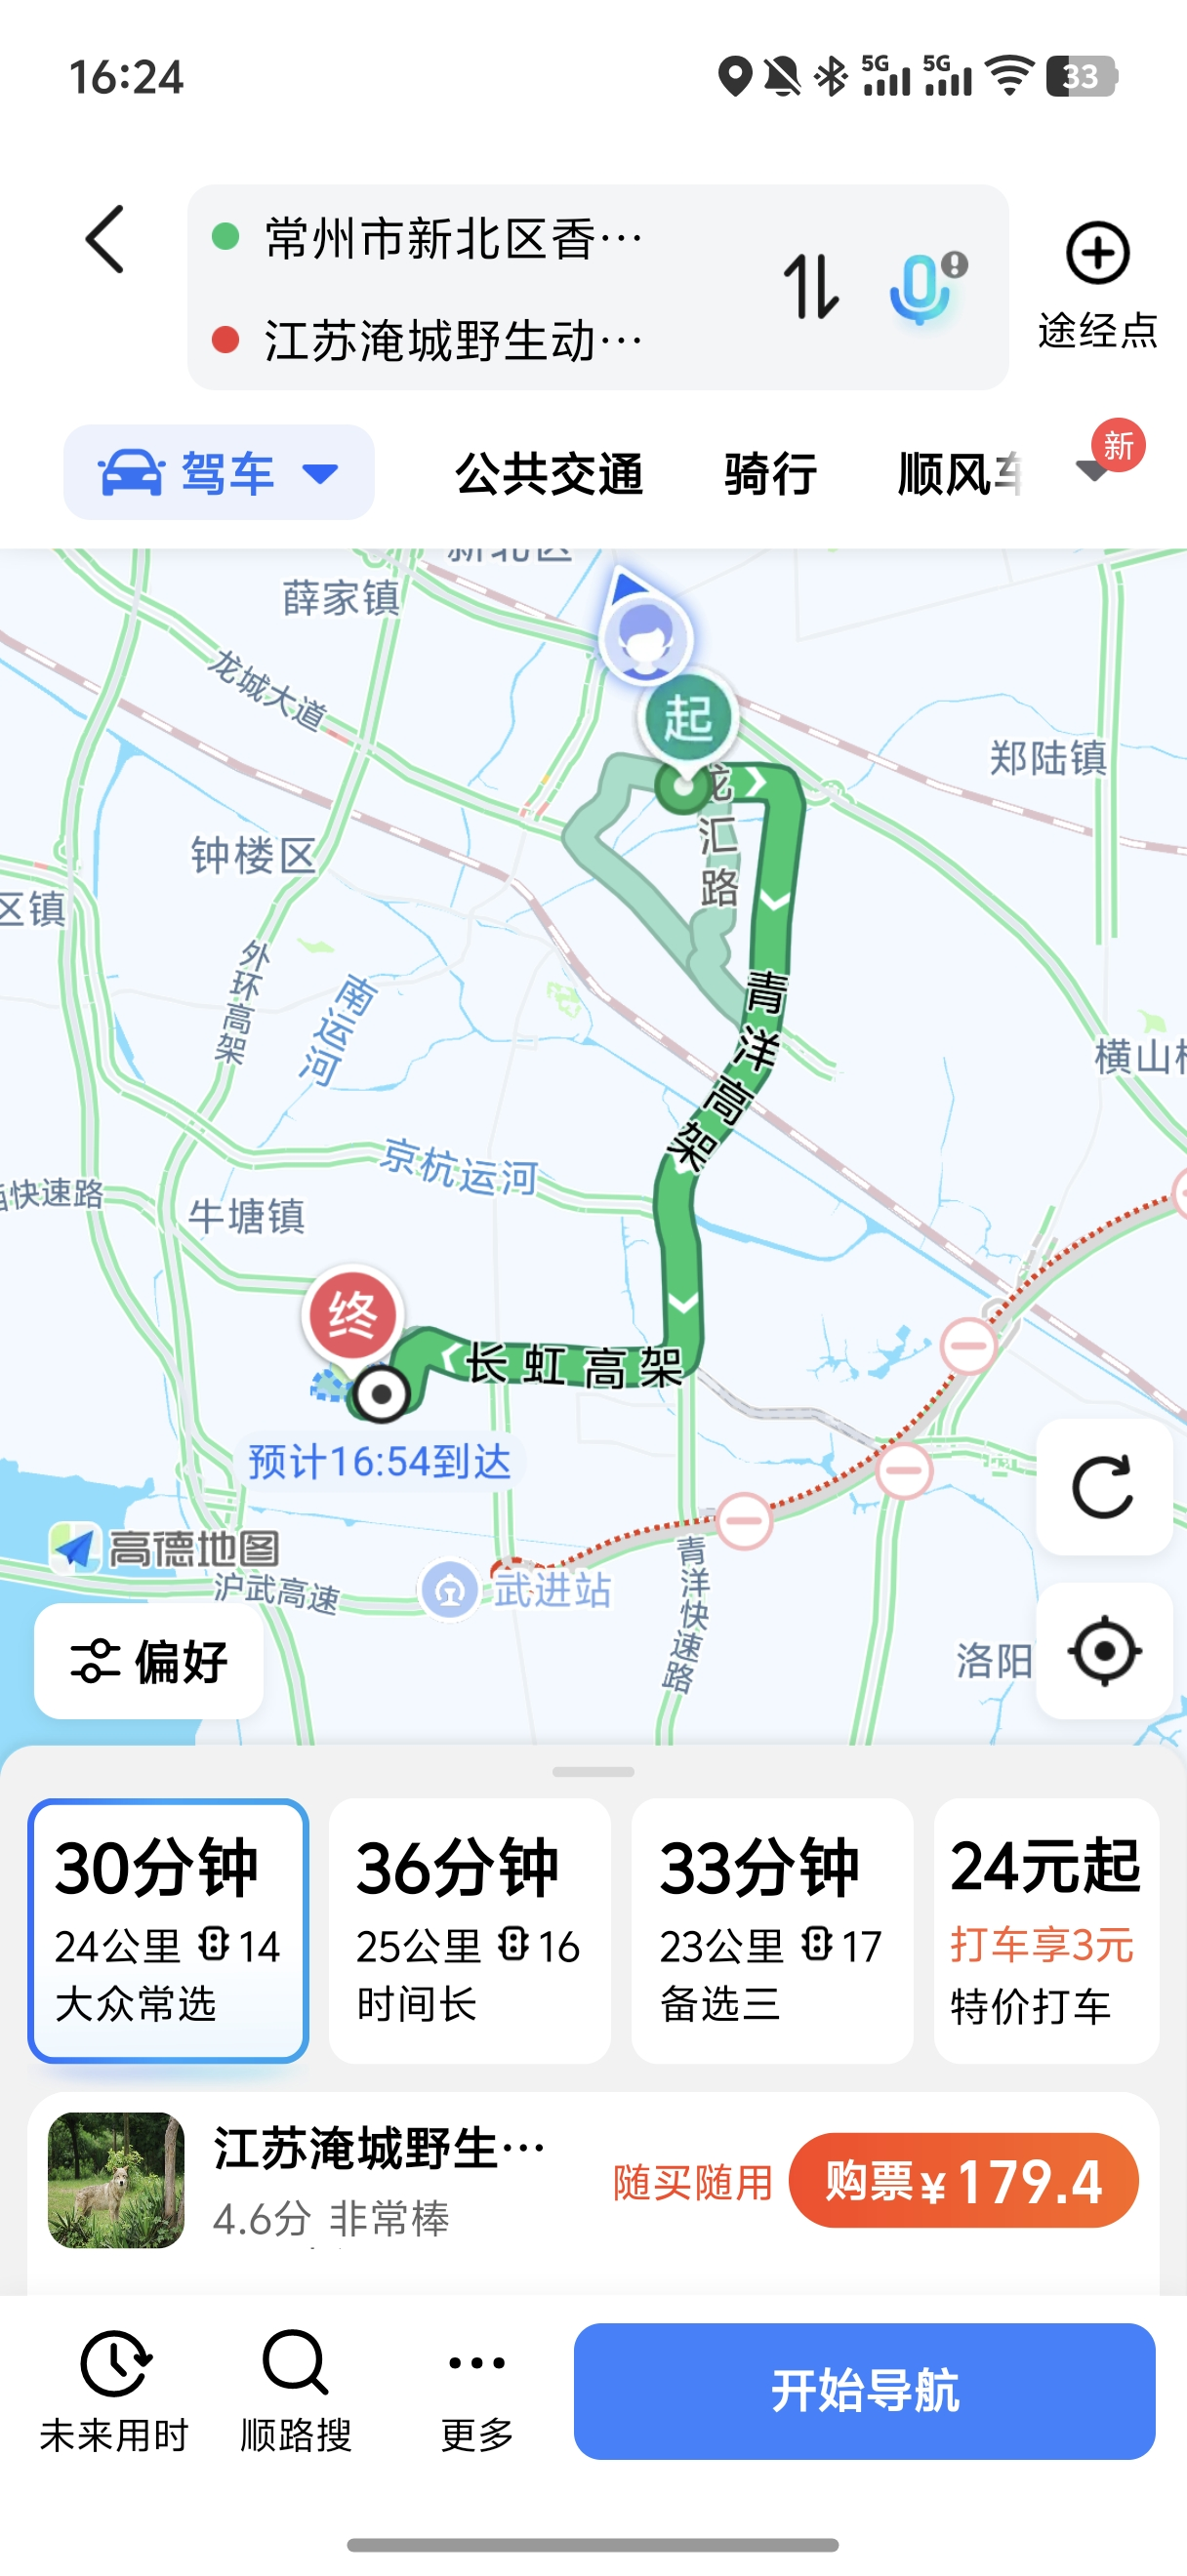 16:24
5G 5G 33
常州市新北区香…
江苏淹城野生动…
途经点
驾车 公共交通 骑行 顺风车 新
新北区
薛家镇
龙城大道
起
郑陆镇
龙汇路
钟楼区
区镇
外环高架
南运河
青洋高架
横山
京杭运河
快速路
牛塘镇
终
长虹高架
预计16:54到达
高德地图
沪武高速
武进站
青洋快速路
洛阳
偏好
30分钟
24公里 14
大众常选
36分钟
25公里 16
时间长
33分钟
23公里 17
备选三
24元起
打车享3元
特价打车
江苏淹城野生…
4.6分 非常棒
随买随用
购票¥179.4
未来用时
顺路搜
更多
开始导航